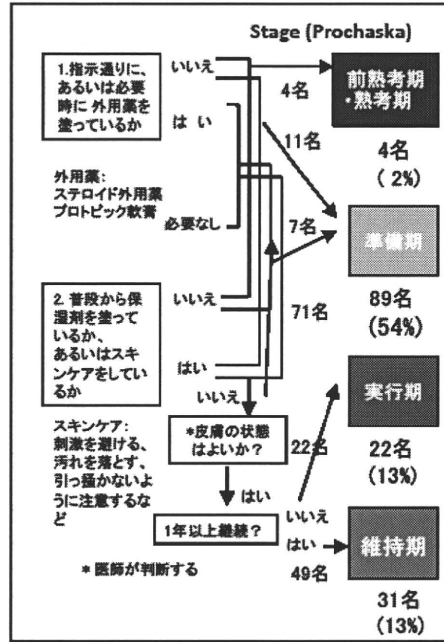 Stage (Prochaska)
1.指示通りに、
あるいは必要
時に 外用薬を
塗っているか
いいえ
は い
外用薬:
ステロイド外用薬
プロトピック軟膏
必要なし
4名
11名
7名
71名
前熟考期
・熟考期
4名
( 2%)
準備期
89名
(54%)
2. 普段から保
湿剤を塗って
いるか、
あるいはスキ
ンケアをしてい
るか
いいえ
はい
いいえ
スキンケア:
刺激を避ける、
汚れを落とす、
引っ掻かないよ
うに注意するな
ど
*皮膚の状態
はよいか?
22名
はい
1年以上継続?
いいえ
はい
49名
* 医師が判断する
実行期
22名
(13%)
維持期
31名
(13%)